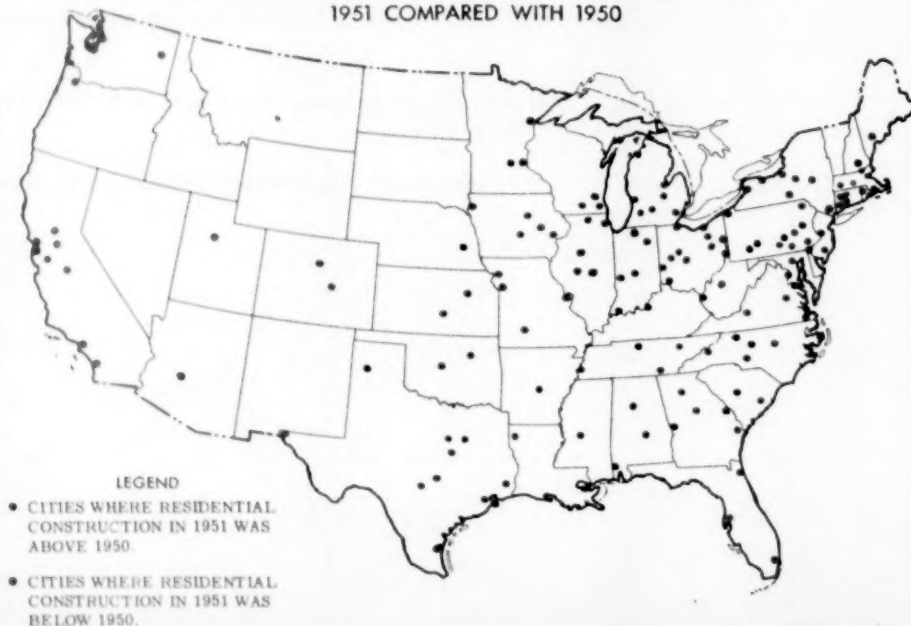 1951 COMPARED WITH 1950
LEGEND
CITIES WHERE RESIDENTIAL
CONSTRUCTION IN 1951 WAS
ABOVE 1950.
CITIES WHERE RESIDENTIAL
CONSTRUCTION IN 1951 WAS
BELOW 1950.